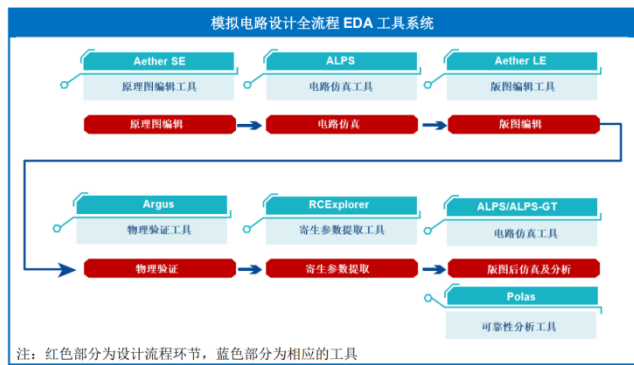 模拟电路设计全流程 EDA 工具系统
Aether SE
原理图编辑工具
ALPS
电路仿真工具
Aether LE
版图编辑工具
原理图编辑
电路仿真
版图编辑
Argus
物理验证工具
RCExplorer
寄生参数提取工具
ALPS/ALPS-GT
电路仿真工具
物理验证
寄生参数提取
版图后仿真及分析
Polas
可靠性分析工具
注：红色部分为设计流程环节，蓝色部分为相应的工具